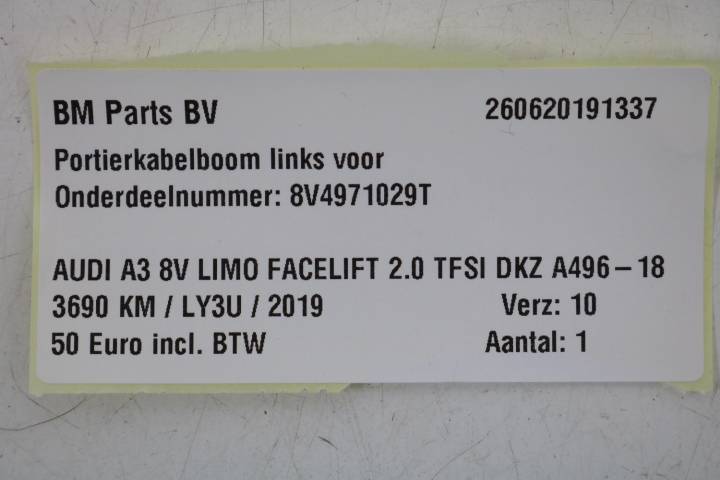 BM Parts BV 260620191337
Portierkabelboom links voor
Onderdeelnummer: 8V4971029T
AUDI A3 8V LIMO FACELIFT 2.0 TFSI DKZ A496-18
3690 KM / LY3U / 2019 Verz: 10
50 Euro incl. BTW Aantal: 1